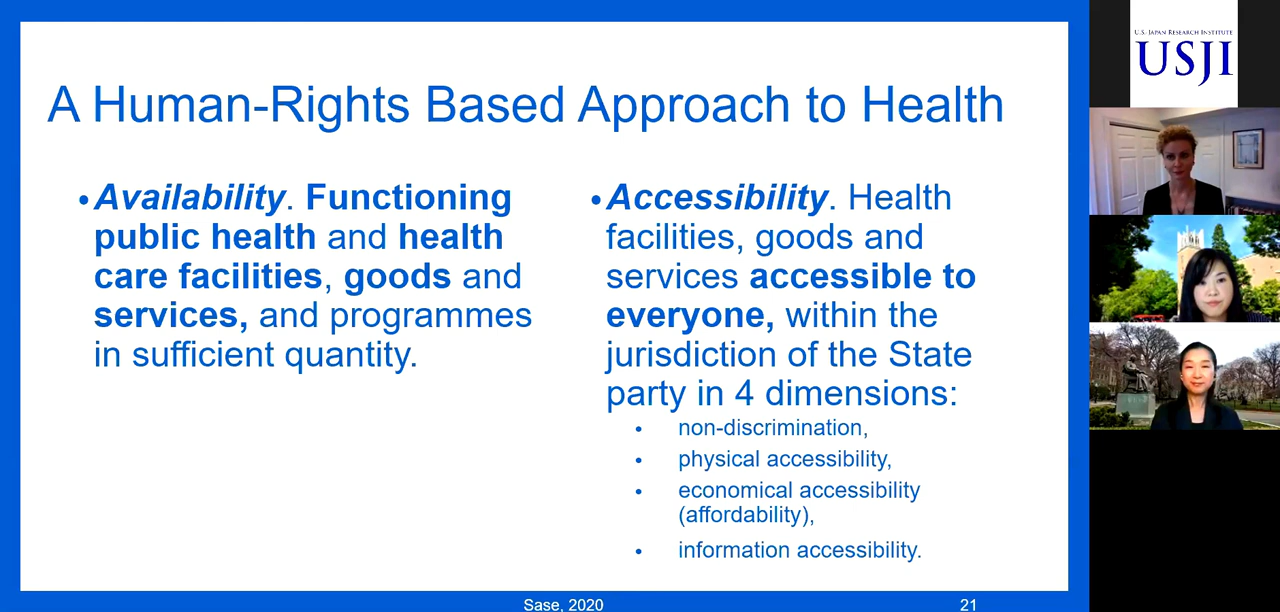 A Human-Rights Based Approach to Health
•Availability. Functioning
public health and health
care facilities, goods and
services, and programmes
in sufficient quantity.
•Accessibility. Health
facilities, goods and
services accessible to
everyone, within the
jurisdiction of the State
party in 4 dimensions:
• non-discrimination,
• physical accessibility,
• economical accessibility
(affordability),
• information accessibility.
Sase, 2020
21
U.S. JAPAN RESEARCH INSTITUTE
USJI